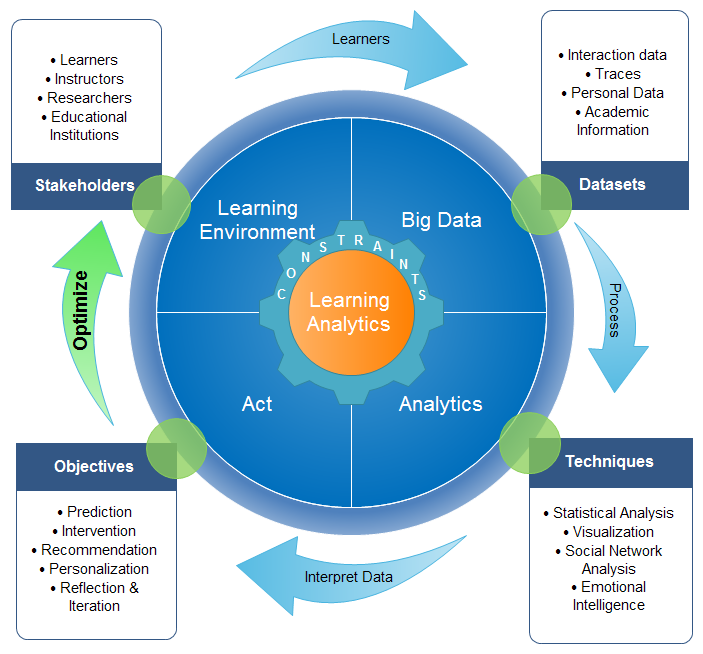 Learners
• Learners
• Instructors
• Researchers
• Educational
Institutions
Stakeholders
• Interaction data
• Traces
• Personal Data
• Academic
Information
Datasets
Learning
Environment
Big Data
CONSTRAINTS
Learning
Analytics
Act
Analytics
Optimize
Process
Objectives
• Prediction
• Intervention
• Recommendation
• Personalization
• Reflection &
Iteration
Techniques
• Statistical Analysis
• Visualization
• Social Network
Analysis
• Emotional
Intelligence
Interpret Data